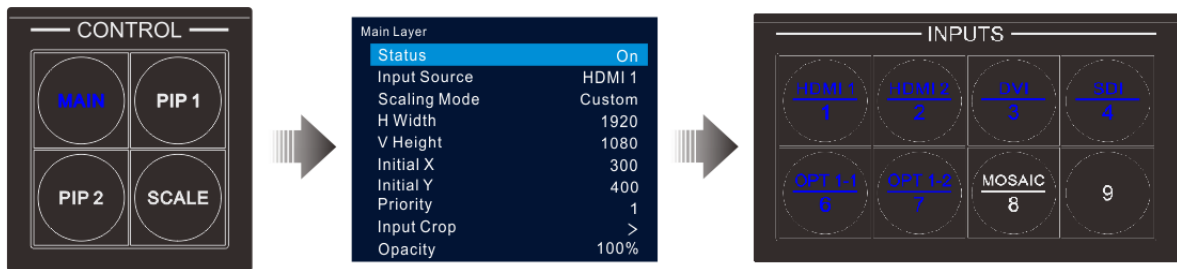 CONTROL
MAIN
PIP 1
PIP 2
SCALE
Main Layer
Status On
Input Source HDMI 1
Scaling Mode Custom
H Width 1920
V Height 1080
Initial X 300
Initial Y 400
Priority 1
Input Crop >
Opacity 100%
INPUTS
HDMI 1
1
HDMI 2
2
DVI
3
SDI
4
OPT 1-1
6
OPT 1-2
7
MOSAIC
8
9